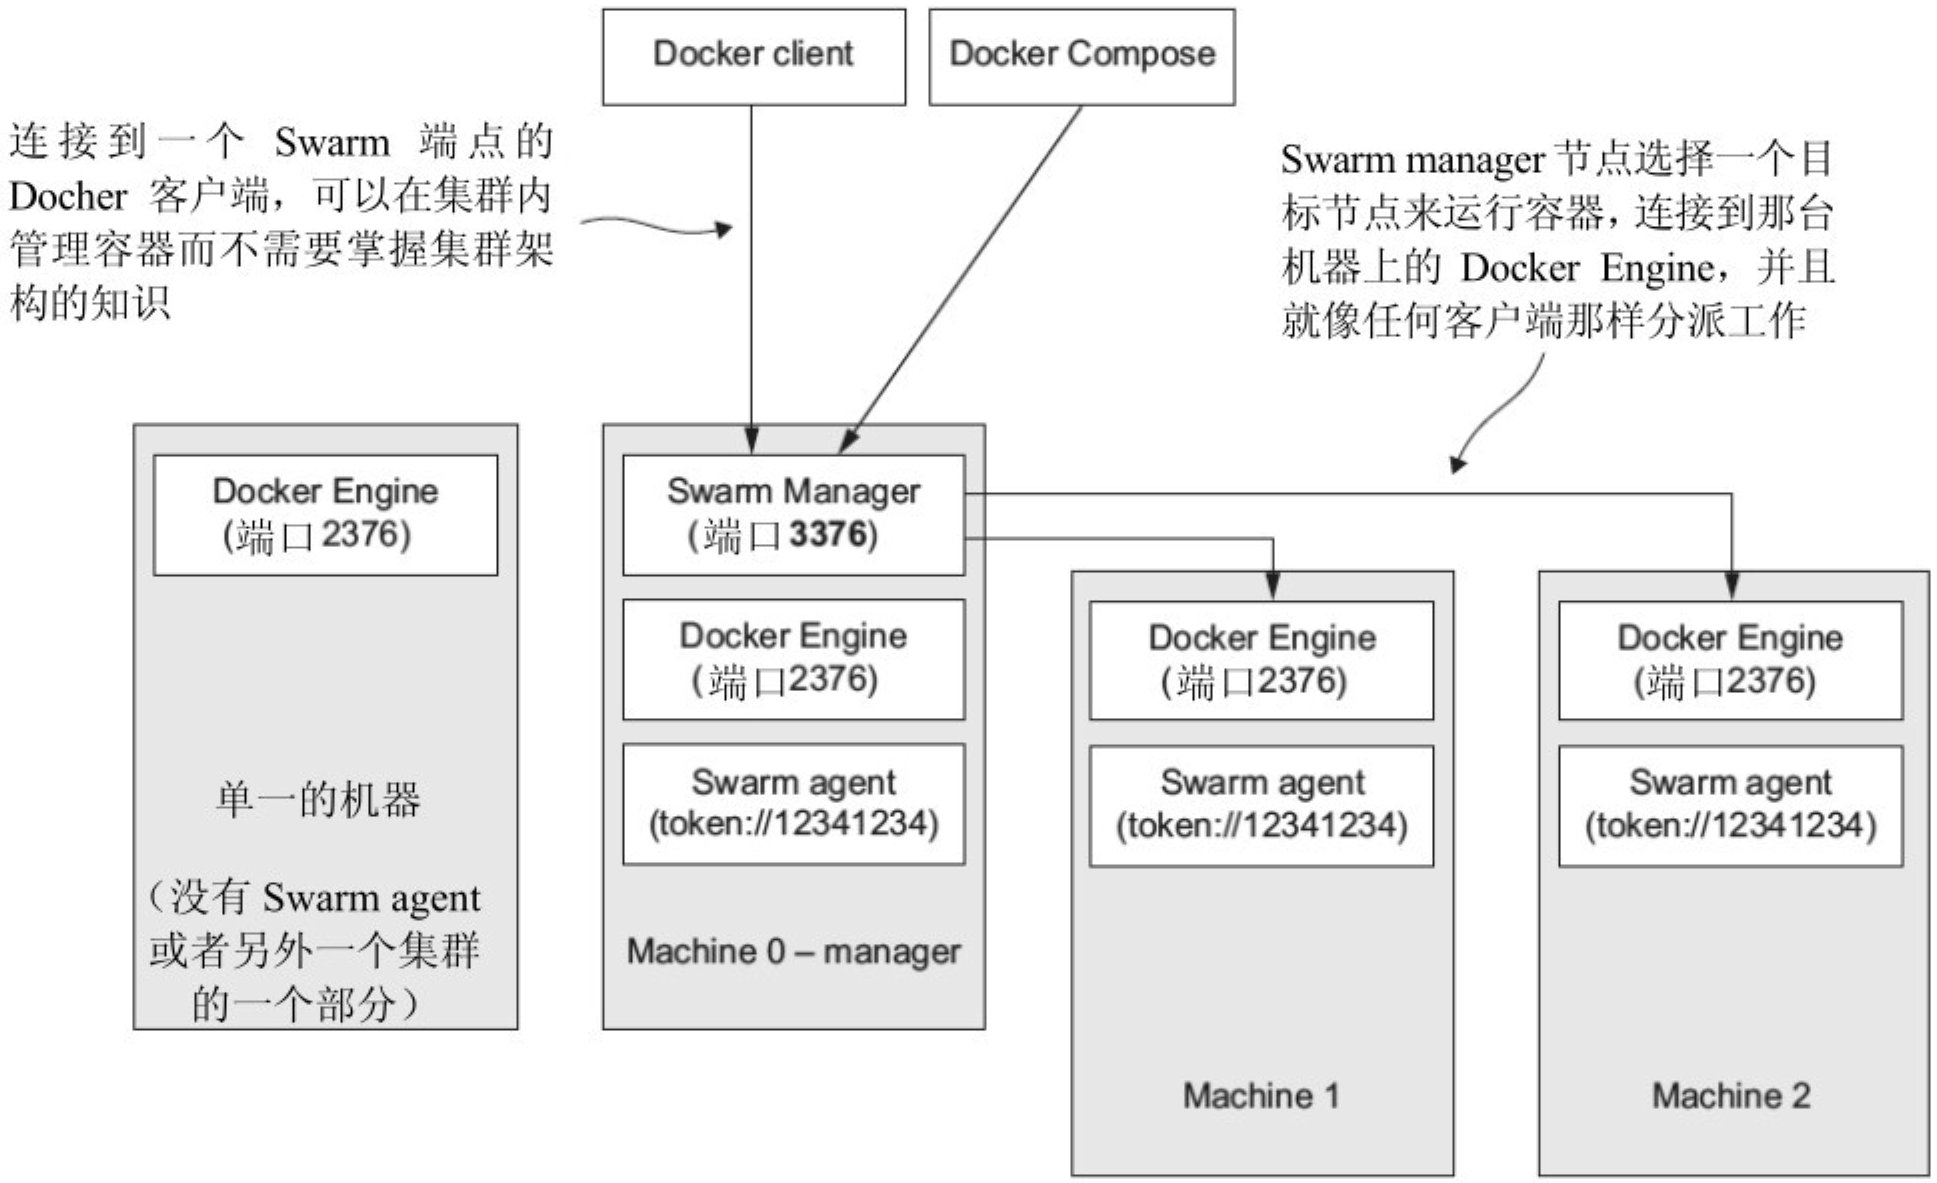 Docker client
Docker Compose
连接到一个 Swarm 端点的
Docher 客户端，可以在集群内
管理容器而不需要掌握集群架
构的知识
Swarm manager 节点选择一个目
标节点来运行容器，连接到那台
机器上的 Docker Engine，并且
就像任何客户端那样分派工作
Docker Engine
(端口 2376)
单一的机器
（没有 Swarm agent
或者另外一个集群
的一个部分）
Swarm Manager
(端口 3376)
Docker Engine
(端口2376)
Swarm agent
(token://12341234)
Machine 0 – manager
Docker Engine
(端口2376)
Swarm agent
(token://12341234)
Machine 1
Docker Engine
(端口2376)
Swarm agent
(token://12341234)
Machine 2